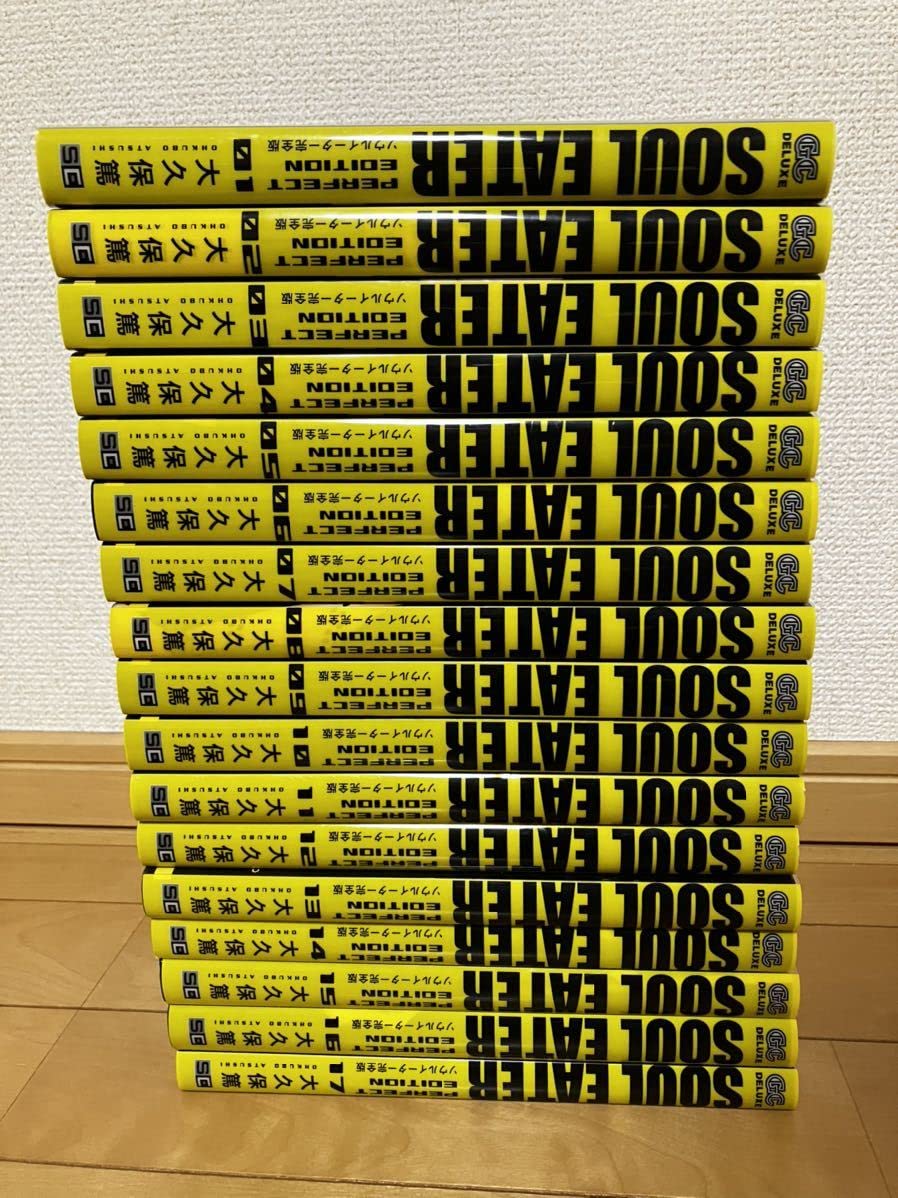 GC DELUXE SOUL EATER PERFECT EDITION ソウルイーター完全版 01 大久保篤 OHKUBO ATSUSHI SG
GC DELUXE SOUL EATER PERFECT EDITION ソウルイーター完全版 02 大久保篤 OHKUBO ATSUSHI SG
GC DELUXE SOUL EATER PERFECT EDITION ソウルイーター完全版 03 大久保篤 OHKUBO ATSUSHI SG
GC DELUXE SOUL EATER PERFECT EDITION ソウルイーター完全版 04 大久保篤 OHKUBO ATSUSHI SG
GC DELUXE SOUL EATER PERFECT EDITION ソウルイーター完全版 05 大久保篤 OHKUBO ATSUSHI SG
GC DELUXE SOUL EATER PERFECT EDITION ソウルイーター完全版 06 大久保篤 OHKUBO ATSUSHI SG
GC DELUXE SOUL EATER PERFECT EDITION ソウルイーター完全版 07 大久保篤 OHKUBO ATSUSHI SG
GC DELUXE SOUL EATER PERFECT EDITION ソウルイーター完全版 08 大久保篤 OHKUBO ATSUSHI SG
GC DELUXE SOUL EATER PERFECT EDITION ソウルイーター完全版 09 大久保篤 OHKUBO ATSUSHI SG
GC DELUXE SOUL EATER PERFECT EDITION ソウルイーター完全版 10 大久保篤 OHKUBO ATSUSHI SG
GC DELUXE SOUL EATER PERFECT EDITION ソウルイーター完全版 11 大久保篤 OHKUBO ATSUSHI SG
GC DELUXE SOUL EATER PERFECT EDITION ソウルイーター完全版 12 大久保篤 OHKUBO ATSUSHI SG
GC DELUXE SOUL EATER PERFECT EDITION ソウルイーター完全版 13 大久保篤 OHKUBO ATSUSHI SG
GC DELUXE SOUL EATER PERFECT EDITION ソウルイーター完全版 14 大久保篤 OHKUBO ATSUSHI SG
GC DELUXE SOUL EATER PERFECT EDITION ソウルイーター完全版 15 大久保篤 OHKUBO ATSUSHI SG
GC DELUXE SOUL EATER PERFECT EDITION ソウルイーター完全版 16 大久保篤 OHKUBO ATSUSHI SG
GC DELUXE SOUL EATER PERFECT EDITION ソウルイーター完全版 17 大久保篤 OHKUBO ATSUSHI SG